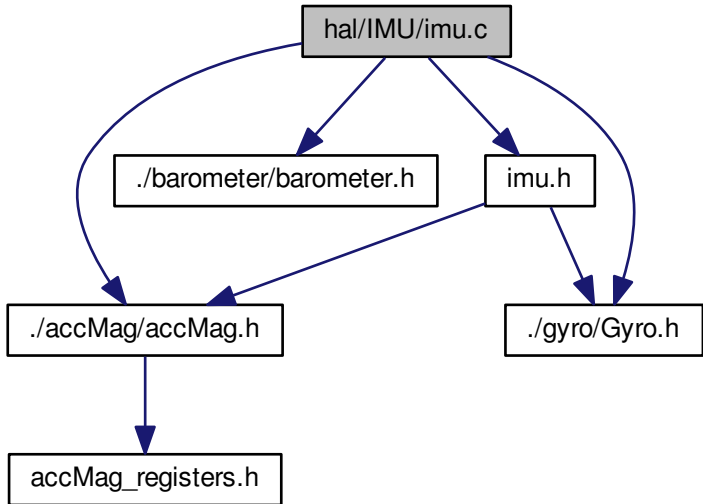 hal/IMU/imu.c
./barometer/barometer.h
imu.h
./accMag/accMag.h
./gyro/Gyro.h
accMag_registers.h